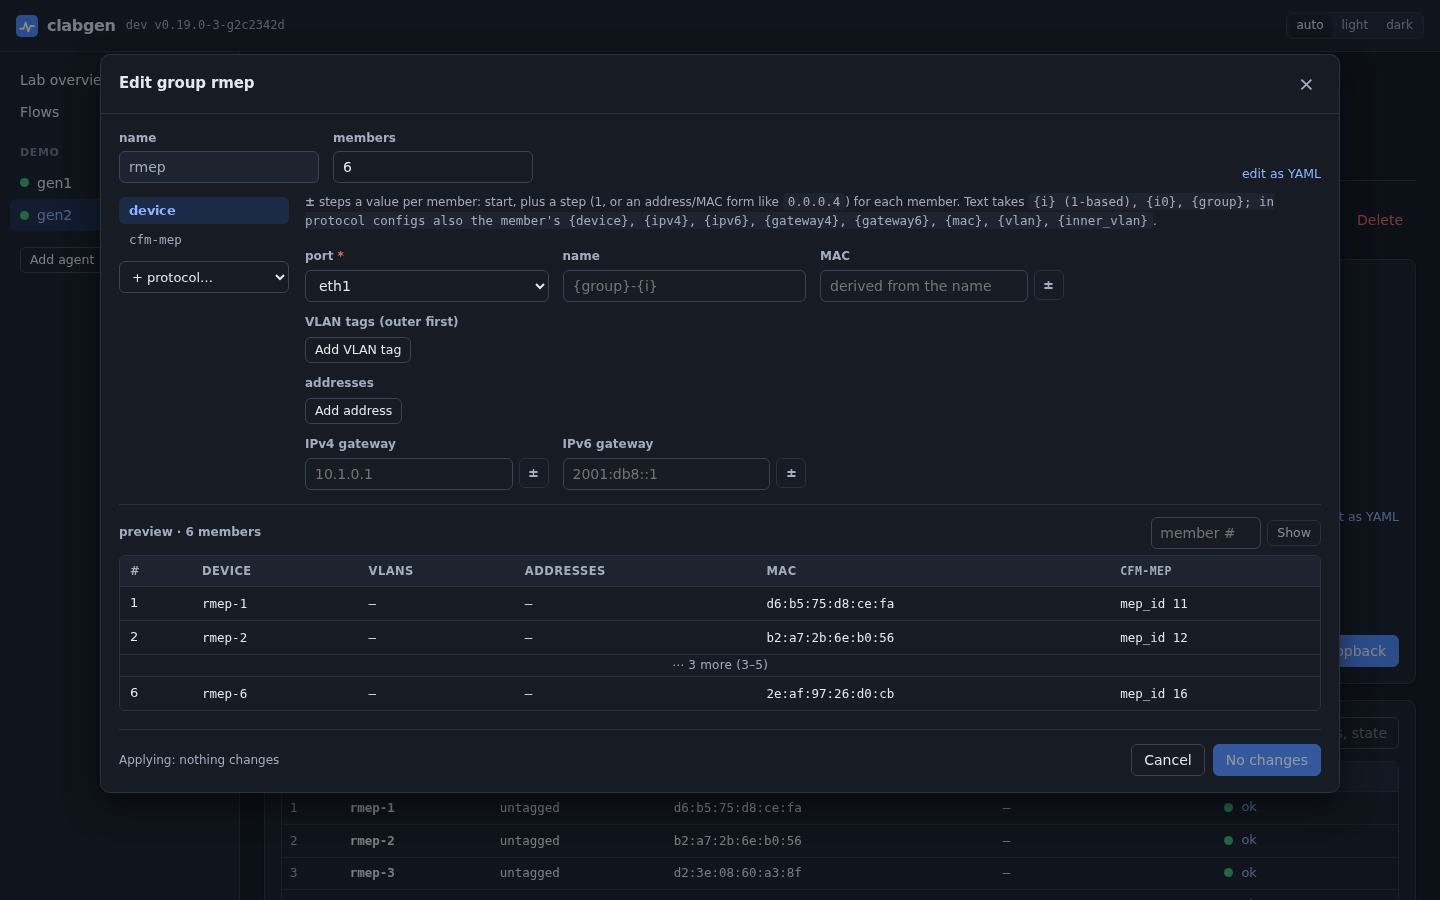 clabgen dev v0.19.0-3-g2c2342d auto light dark
Edit group rmep ✕
Lab overvie
Flows
DEMO
gen1
gen2
Add agent
name members
rmep 6
edit as YAML
device
cfm-mep
+ protocol...
± steps a value per member: start, plus a step (1, or an address/MAC form like 0.0.0.4 ) for each member. Text takes {i} (1-based), {i0}, {group}; in
protocol configs also the member's {device}, {ipv4}, {ipv6}, {gateway4}, {gateway6}, {mac}, {vlan}, {inner_vlan} .
Delete
port * name MAC
eth1 {group}-{i} derived from the name ±
VLAN tags (outer first)
Add VLAN tag
addresses
Add address
IPv4 gateway IPv6 gateway
10.1.0.1 ± 2001:db8::1 ±
t as YAML
preview · 6 members member # Show
# DEVICE VLANS ADDRESSES MAC CFM-MEP
1 rmep-1 — — d6:b5:75:d8:ce:fa mep_id 11
2 rmep-2 — — b2:a7:2b:6e:b0:56 mep_id 12
··· 3 more (3–5)
6 rmep-6 — — 2e:af:97:26:d0:cb mep_id 16
opback
s, state
Applying: nothing changes Cancel No changes
1 rmep-1 untagged d6:b5:75:d8:ce:fa — ok
2 rmep-2 untagged b2:a7:2b:6e:b0:56 — ok
3 rmep-3 untagged d2:3e:08:60:a3:8f — ok